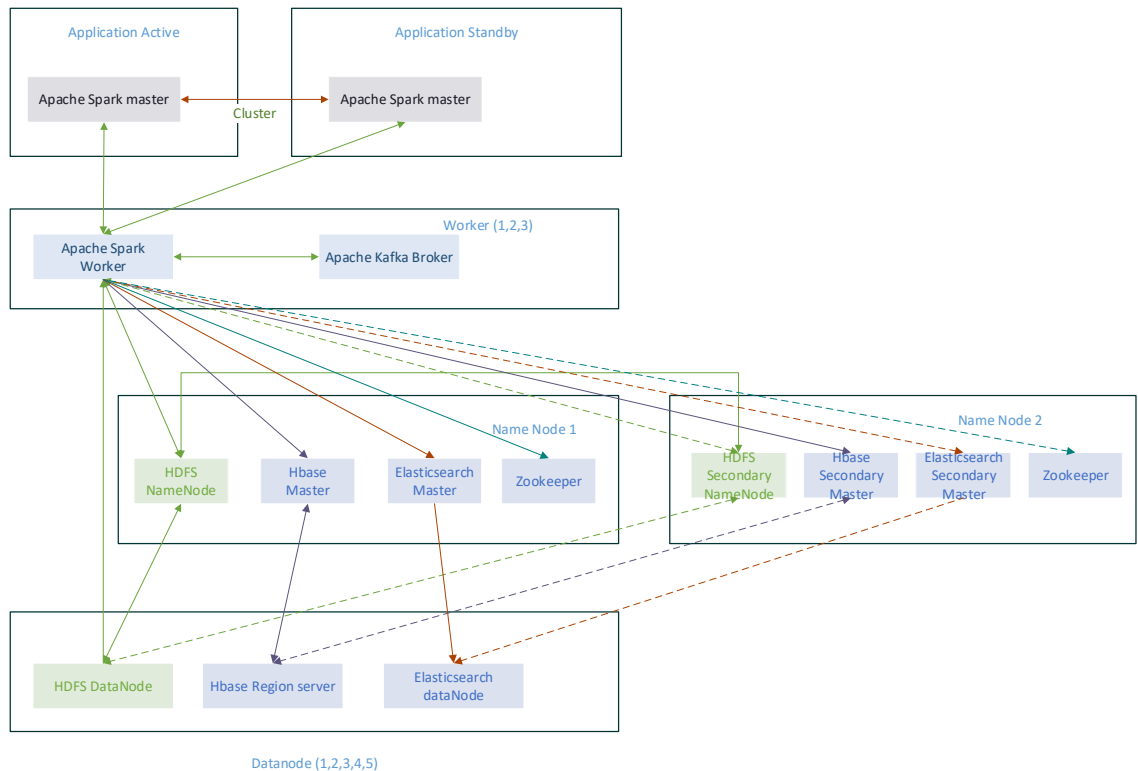 Application Active
Application Standby
Apache Spark master
Apache Spark master
Cluster
Worker (1,2,3)
Apache Spark
Worker
Apache Kafka Broker
Name Node 1
HDFS
NameNode
Hbase
Master
Elasticsearch
Master
Zookeeper
Name Node 2
HDFS
Secondary
NameNode
Hbase
Secondary
Master
Elasticsearch
Secondary
Master
Zookeeper
HDFS DataNode
Hbase Region server
Elasticsearch
dataNode
Datanode (1,2,3,4,5)